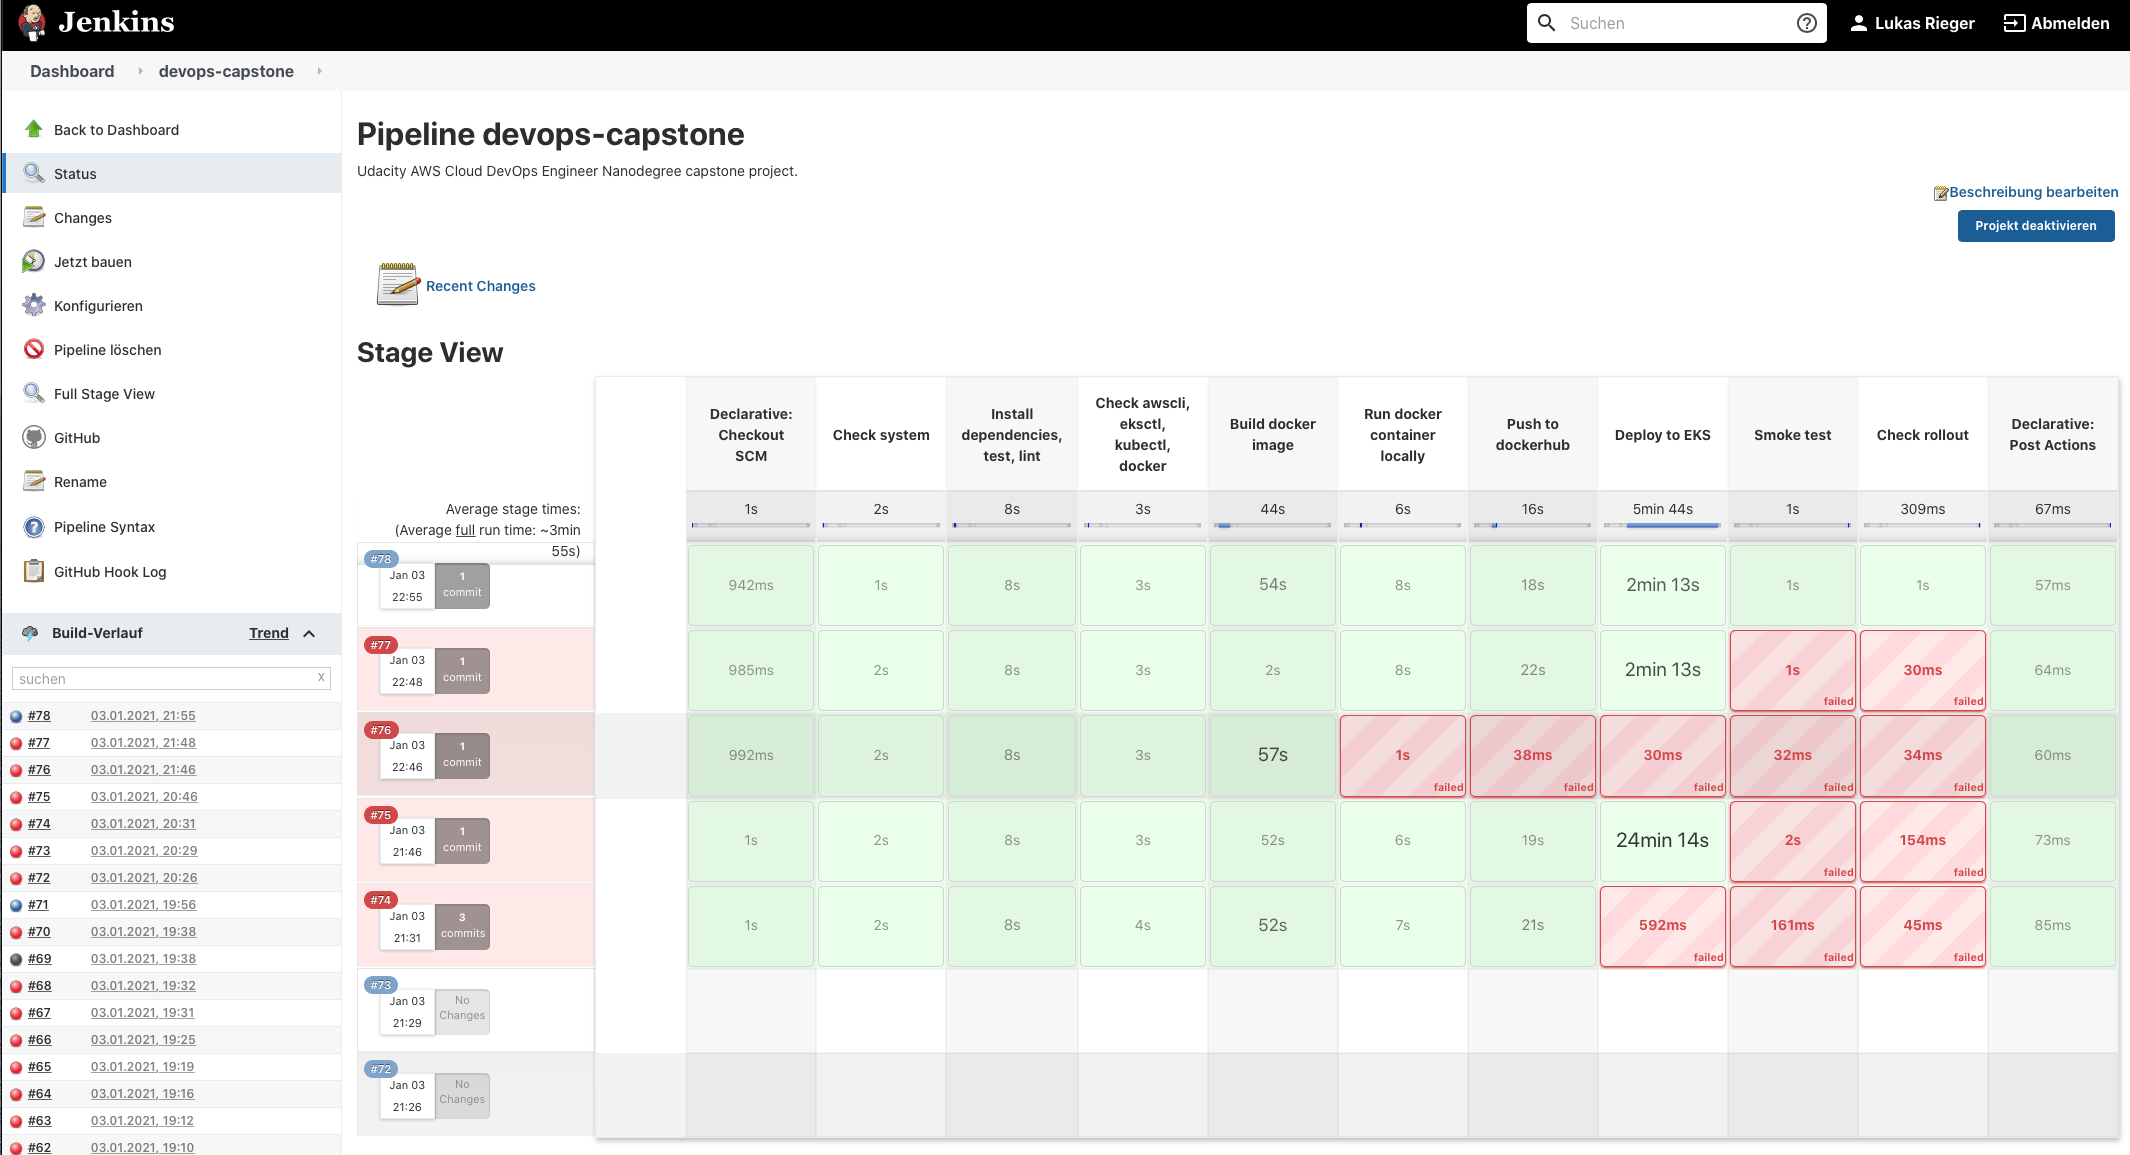 Jenkins
Suchen
Lukas Rieger
Abmelden
Dashboard
devops-capstone
Back to Dashboard
Status
Changes
Jetzt bauen
Konfigurieren
Pipeline löschen
Full Stage View
GitHub
Rename
Pipeline Syntax
GitHub Hook Log
Build-Verlauf
Trend
suchen
x
#78 03.01.2021, 21:55
#77 03.01.2021, 21:48
#76 03.01.2021, 21:46
#75 03.01.2021, 20:46
#74 03.01.2021, 20:31
#73 03.01.2021, 20:29
#72 03.01.2021, 20:26
#71 03.01.2021, 19:56
#70 03.01.2021, 19:38
#69 03.01.2021, 19:38
#68 03.01.2021, 19:32
#67 03.01.2021, 19:31
#66 03.01.2021, 19:25
#65 03.01.2021, 19:19
#64 03.01.2021, 19:16
#63 03.01.2021, 19:12
#62 03.01.2021, 19:10
Pipeline devops-capstone
Udacity AWS Cloud DevOps Engineer Nanodegree capstone project.
Beschreibung bearbeiten
Projekt deaktivieren
Recent Changes
Stage View
Declarative:
Checkout
SCM
Check system
Install
dependencies,
test, lint
Check awscli,
eksctl,
kubectl,
docker
Build docker
image
Run docker
container
locally
Push to
dockerhub
Deploy to EKS
Smoke test
Check rollout
Declarative:
Post Actions
Average stage times:
(Average full run time: ~3min
55s)
1s 2s 8s 3s 44s 6s 16s 5min 44s 1s 309ms 67ms
#78
Jan 03
22:55
1
commit
942ms 1s 8s 3s 54s 8s 18s 2min 13s 1s 1s 57ms
#77
Jan 03
22:48
1
commit
985ms 2s 8s 3s 2s 8s 22s 2min 13s 1s 30ms 64ms
failed failed
#76
Jan 03
22:46
1
commit
992ms 2s 8s 3s 57s 1s 38ms 30ms 32ms 34ms 60ms
failed failed failed failed failed
#75
Jan 03
21:46
1
commit
1s 2s 8s 3s 52s 6s 19s 24min 14s 2s 154ms 73ms
failed failed
#74
Jan 03
21:31
3
commits
1s 2s 8s 4s 52s 7s 21s 592ms 161ms 45ms 85ms
failed failed failed
#73
Jan 03
21:29
No
Changes
#72
Jan 03
21:26
No
Changes